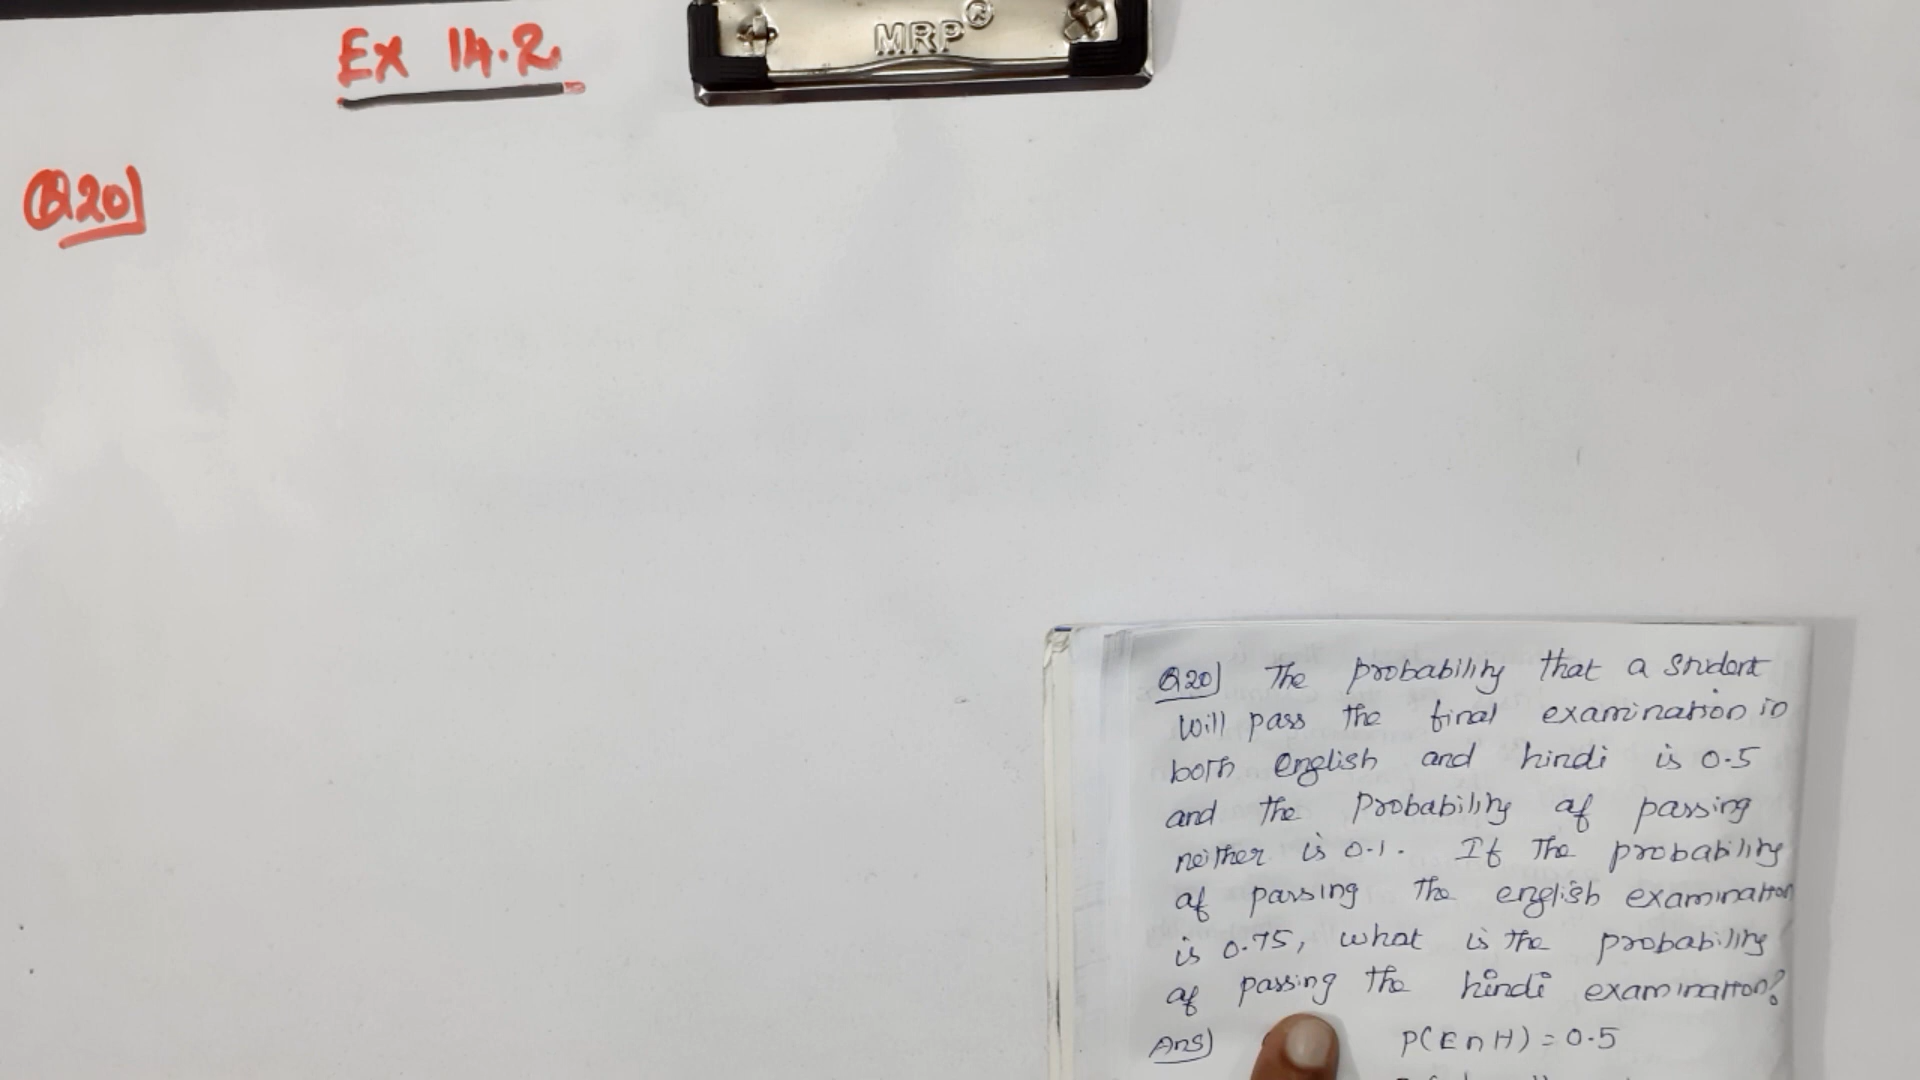 Ex 14.2
MRP®
Q20]
Q20] The probability that a student
will pass the final examination in
both english and hindi is 0.5
and the probability of passing
neither is 0.1. If the probability
of passing the english examination
is 0.75, what is the probability
of passing the hindi examination?
Ans) P(E∩H) = 0.5